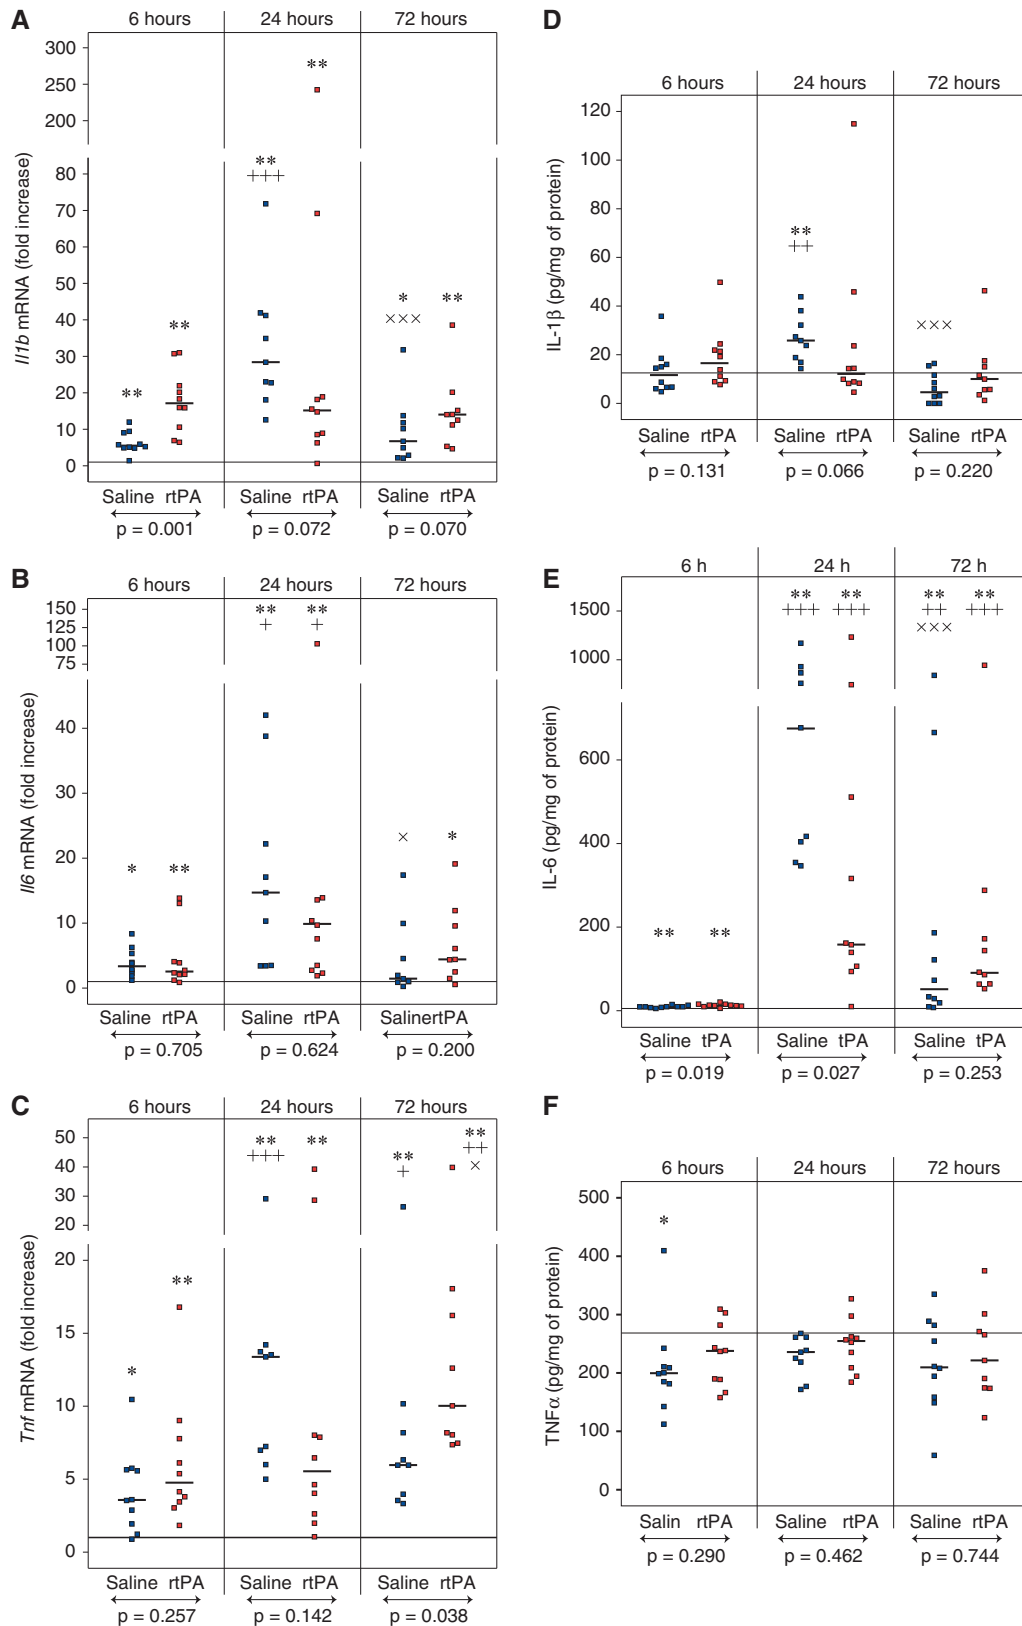 A
6 hours 24 hours 72 hours
Il1b mRNA (fold increase)
300
250
200
80
70
60
50
40
30
20
10
0
** ** ** +++ ** * ××× **
Saline rtPA Saline rtPA Saline rtPA
p = 0.001 p = 0.072 p = 0.070
B
6 hours 24 hours 72 hours
Il6 mRNA (fold increase)
150
125
100
75
40
30
20
10
0
* ** ** + ** + × *
Saline rtPA Saline rtPA SalinertPA
p = 0.705 p = 0.624 p = 0.200
C
6 hours 24 hours 72 hours
Tnf mRNA (fold increase)
50
40
30
20
20
15
10
5
0
* ** ** +++ ** ** + ** ++ ×
Saline rtPA Saline rtPA Saline rtPA
p = 0.257 p = 0.142 p = 0.038
D
6 hours 24 hours 72 hours
IL-1β (pg/mg of protein)
120
100
80
60
40
20
0
** ++ ×××
Saline rtPA Saline rtPA Saline rtPA
p = 0.131 p = 0.066 p = 0.220
E
6 h 24 h 72 h
IL-6 (pg/mg of protein)
1500
1000
600
400
200
0
** ** ** +++ ** +++ ** ++ ××× ** +++
Saline tPA Saline tPA Saline tPA
p = 0.019 p = 0.027 p = 0.253
F
6 hours 24 hours 72 hours
TNFα (pg/mg of protein)
500
400
300
200
100
0
*
Salin rtPA Saline rtPA Saline rtPA
p = 0.290 p = 0.462 p = 0.744